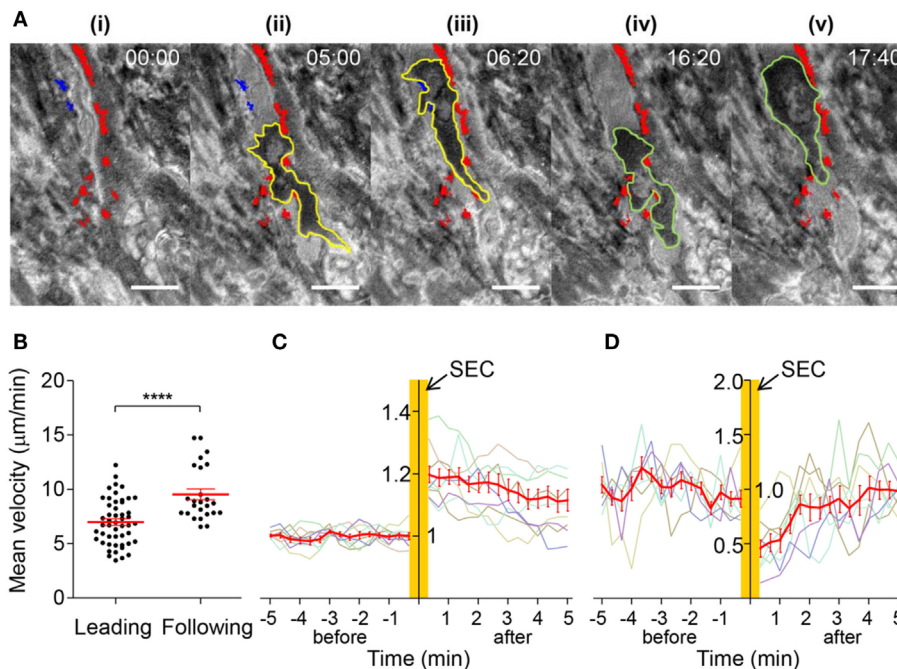 A (i) (ii) (iii) (iv) (v)
00:00 05:00 06:20 16:20 17:40
B
Mean velocity (μm/min)
20
15
10
5
0
****
Leading Following
C
SEC
1.4
1.2
1
-5 -4 -3 -2 -1 0 1 2 3 4 5
before after
Time (min)
D
SEC
2.0
1.5
1.0
0.5
-5 -4 -3 -2 -1 0 1 2 3 4 5
before after
Time (min)